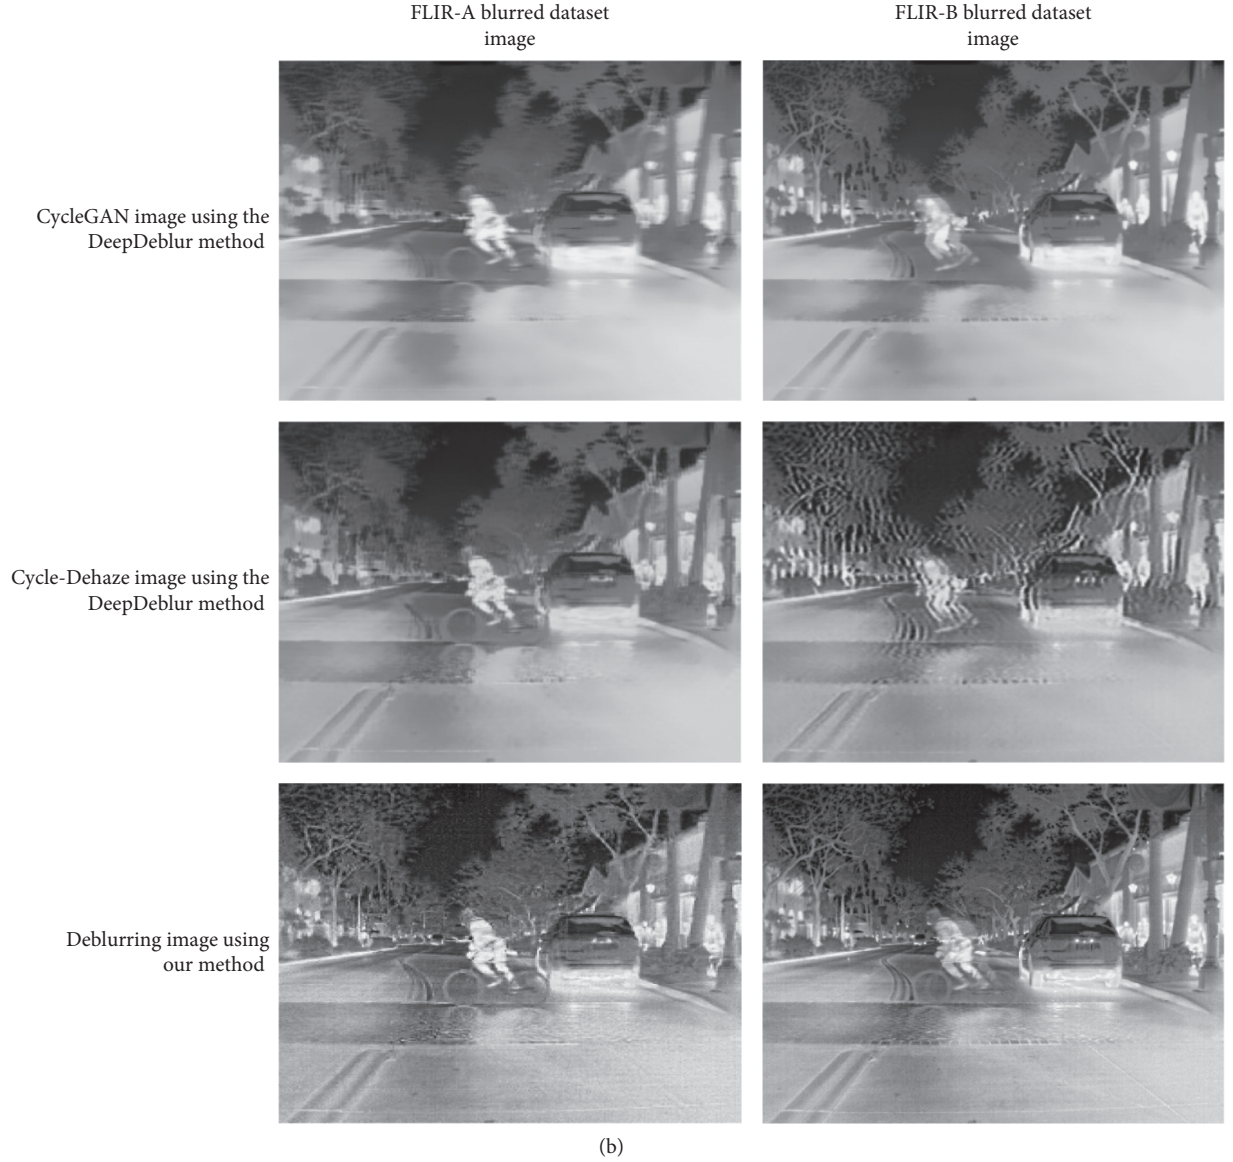 FLIR-A blurred dataset
image
FLIR-B blurred dataset
image
CycleGAN image using the
DeepDeblur method
Cycle-Dehaze image using the
DeepDeblur method
Deblurring image using
our method
(b)